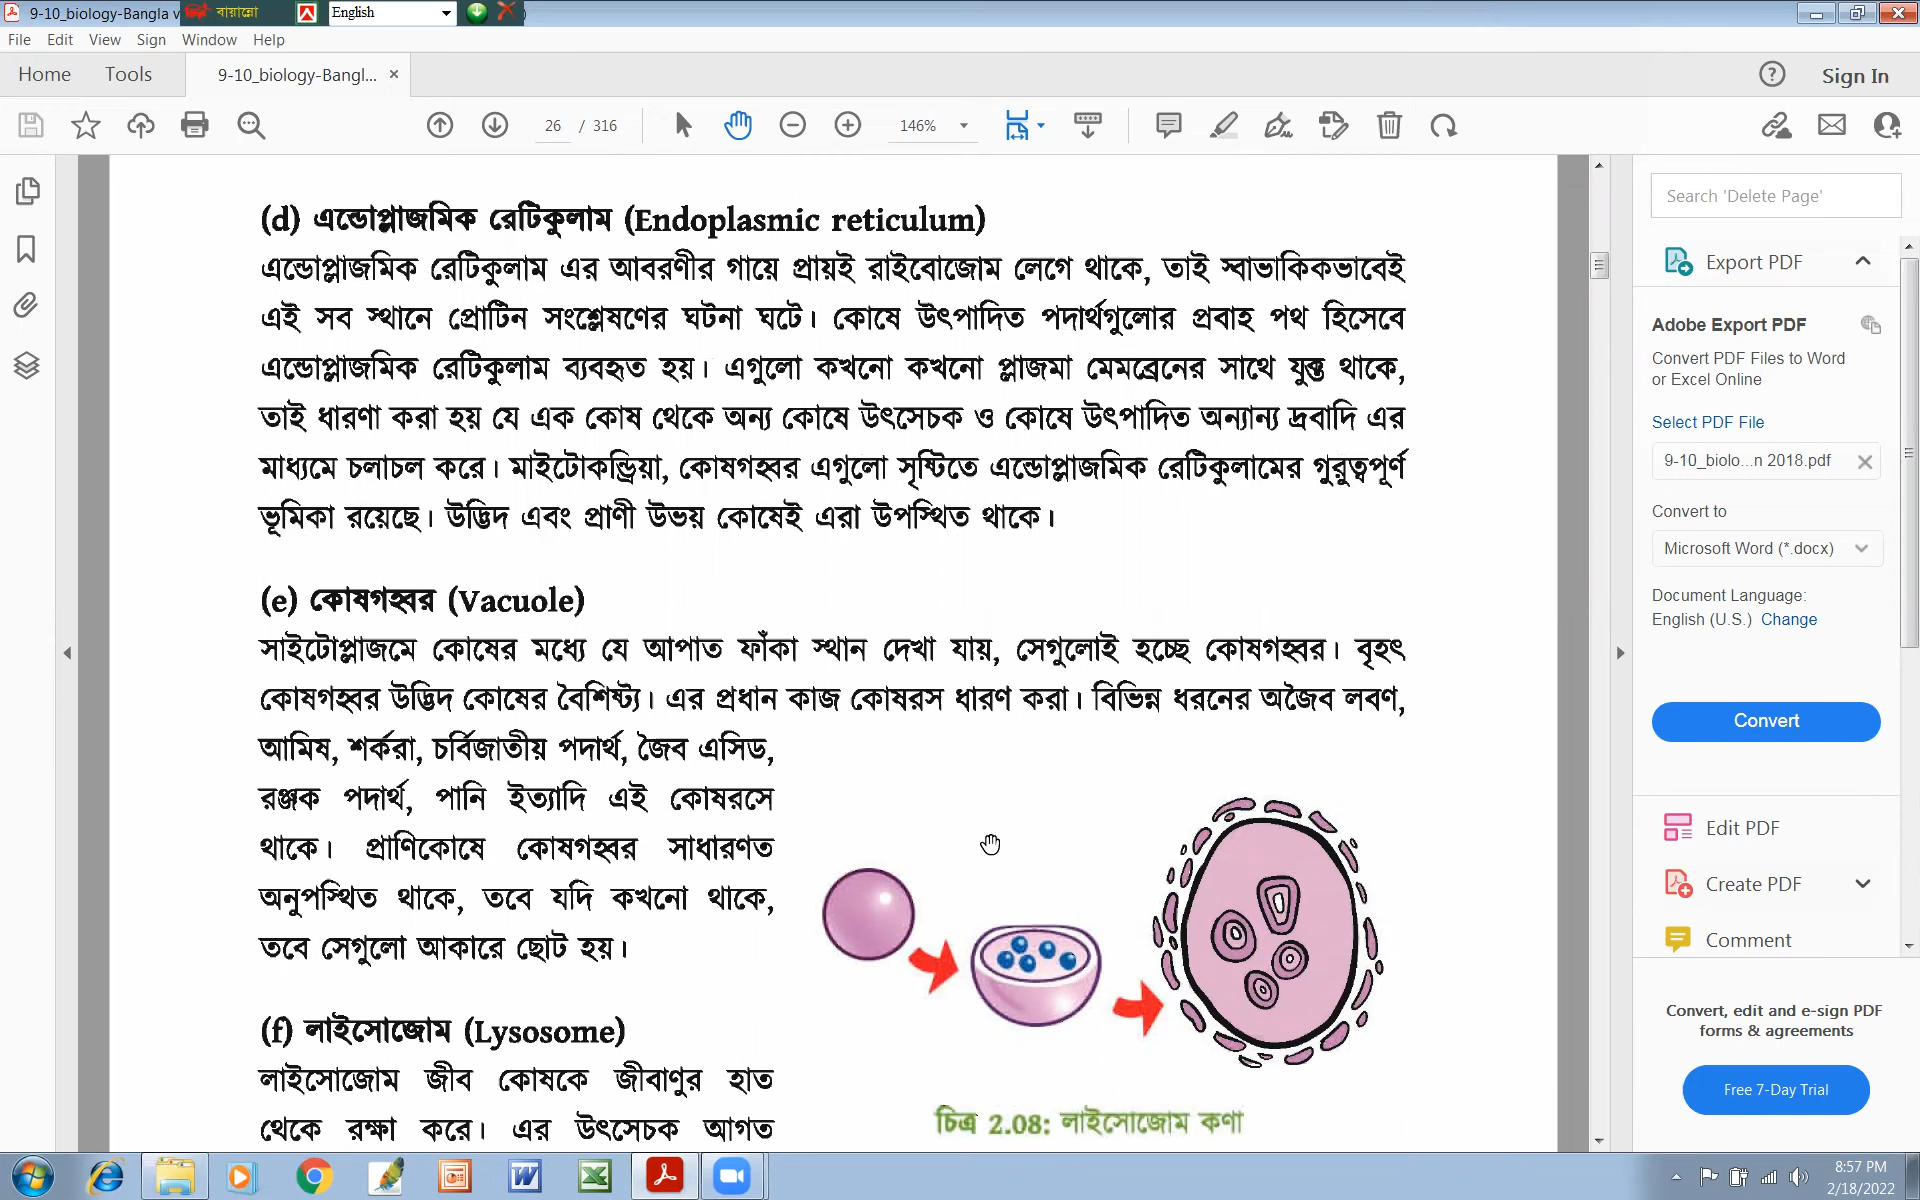 9-10_biology-Bangla v
বায়ান্নো
English
File Edit View Sign Window Help
Home Tools 9-10_biology-Bangl... × Sign In
26 / 316 146%
(d) এন্ডোপ্লাজমিক রেটিকুলাম (Endoplasmic reticulum)
এন্ডোপ্লাজমিক রেটিকুলাম এর আবরণীর গায়ে প্রায়ই রাইবোজোম লেগে থাকে, তাই স্বাভাকিকভাবেই
এই সব স্থানে প্রোটিন সংশ্লেষণের ঘটনা ঘটে। কোষে উৎপাদিত পদার্থগুলোর প্রবাহ পথ হিসেবে
এন্ডোপ্লাজমিক রেটিকুলাম ব্যবহৃত হয়। এগুলো কখনো কখনো প্লাজমা মেমব্রেনের সাথে যুক্ত থাকে,
তাই ধারণা করা হয় যে এক কোষ থেকে অন্য কোষে উৎসেচক ও কোষে উৎপাদিত অন্যান্য দ্রবাদি এর
মাধ্যমে চলাচল করে। মাইটোকন্ড্রিয়া, কোষগহ্বর এগুলো সৃষ্টিতে এন্ডোপ্লাজমিক রেটিকুলামের গুরুত্বপূর্ণ
ভূমিকা রয়েছে। উদ্ভিদ এবং প্রাণী উভয় কোষেই এরা উপস্থিত থাকে।
(e) কোষগহ্বর (Vacuole)
সাইটোপ্লাজমে কোষের মধ্যে যে আপাত ফাঁকা স্থান দেখা যায়, সেগুলোই হচ্ছে কোষগহ্বর। বৃহৎ
কোষগহ্বর উদ্ভিদ কোষের বৈশিষ্ট্য। এর প্রধান কাজ কোষরস ধারণ করা। বিভিন্ন ধরনের অজৈব লবণ,
আমিষ, শর্করা, চর্বিজাতীয় পদার্থ, জৈব এসিড,
রঞ্জক পদার্থ, পানি ইত্যাদি এই কোষরসে
থাকে। প্রাণিকোষে কোষগহ্বর সাধারণত
অনুপস্থিত থাকে, তবে যদি কখনো থাকে,
তবে সেগুলো আকারে ছোট হয়।
(f) লাইসোজোম (Lysosome)
লাইসোজোম জীব কোষকে জীবাণুর হাত
থেকে রক্ষা করে। এর উৎসেচক আগত
চিত্র 2.08: লাইসোজোম কণা
Search 'Delete Page'
Export PDF
Adobe Export PDF
Convert PDF Files to Word
or Excel Online
Select PDF File
9-10_biolo...n 2018.pdf
Convert to
Microsoft Word (*.docx)
Document Language:
English (U.S.) Change
Convert
Edit PDF
Create PDF
Comment
Convert, edit and e-sign PDF
forms & agreements
Free 7-Day Trial
8:57 PM
2/18/2022